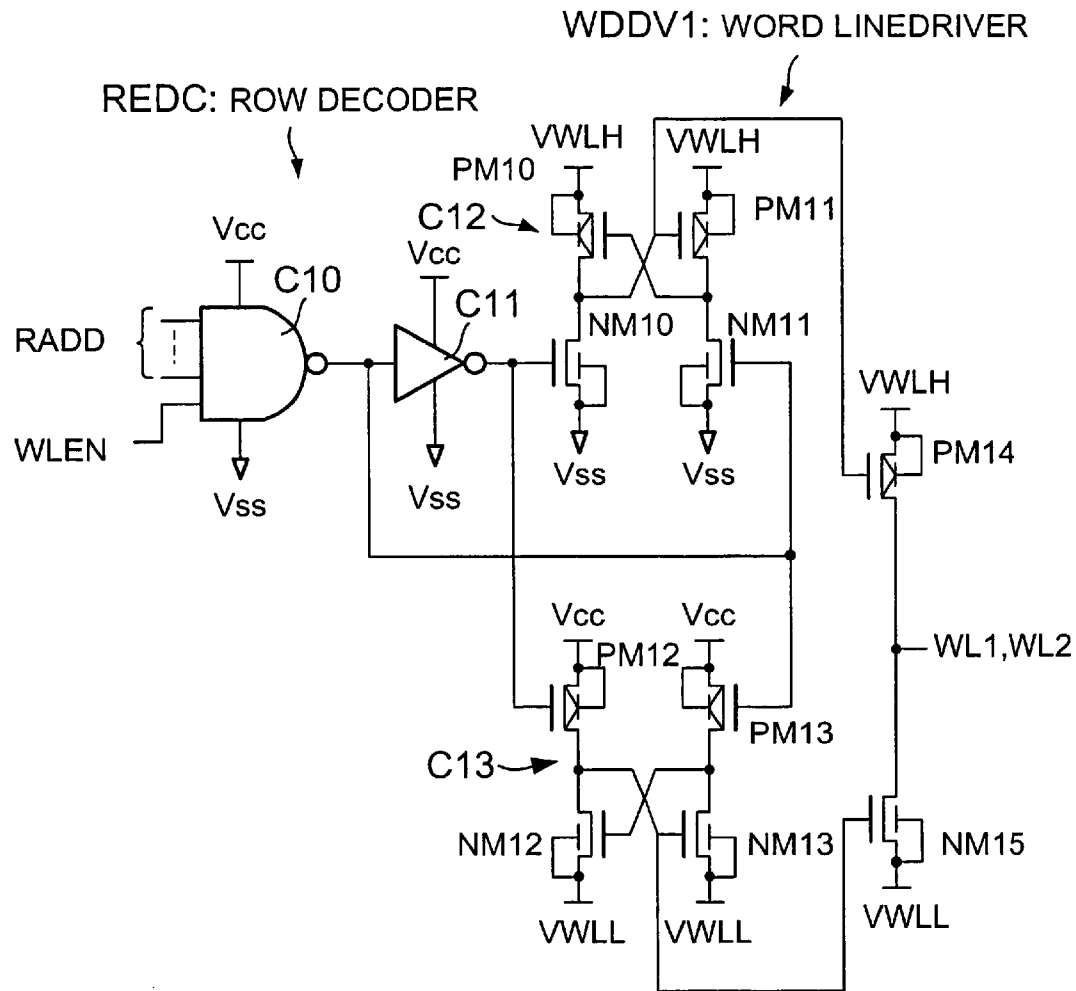 WDDV1: WORD LINEDRIVER
REDC: ROW DECODER
VWLH
VWLH
PM10
PM11
C12
Vcc
Vcc
C10
C11
RADD
NM10
NM11
VWLH
WLEN
PM14
Vss
Vss
Vss
Vss
Vcc
Vcc
PM12
WL1,WL2
PM13
C13
NM12
NM13
NM15
VWLL
VWLL
VWLL